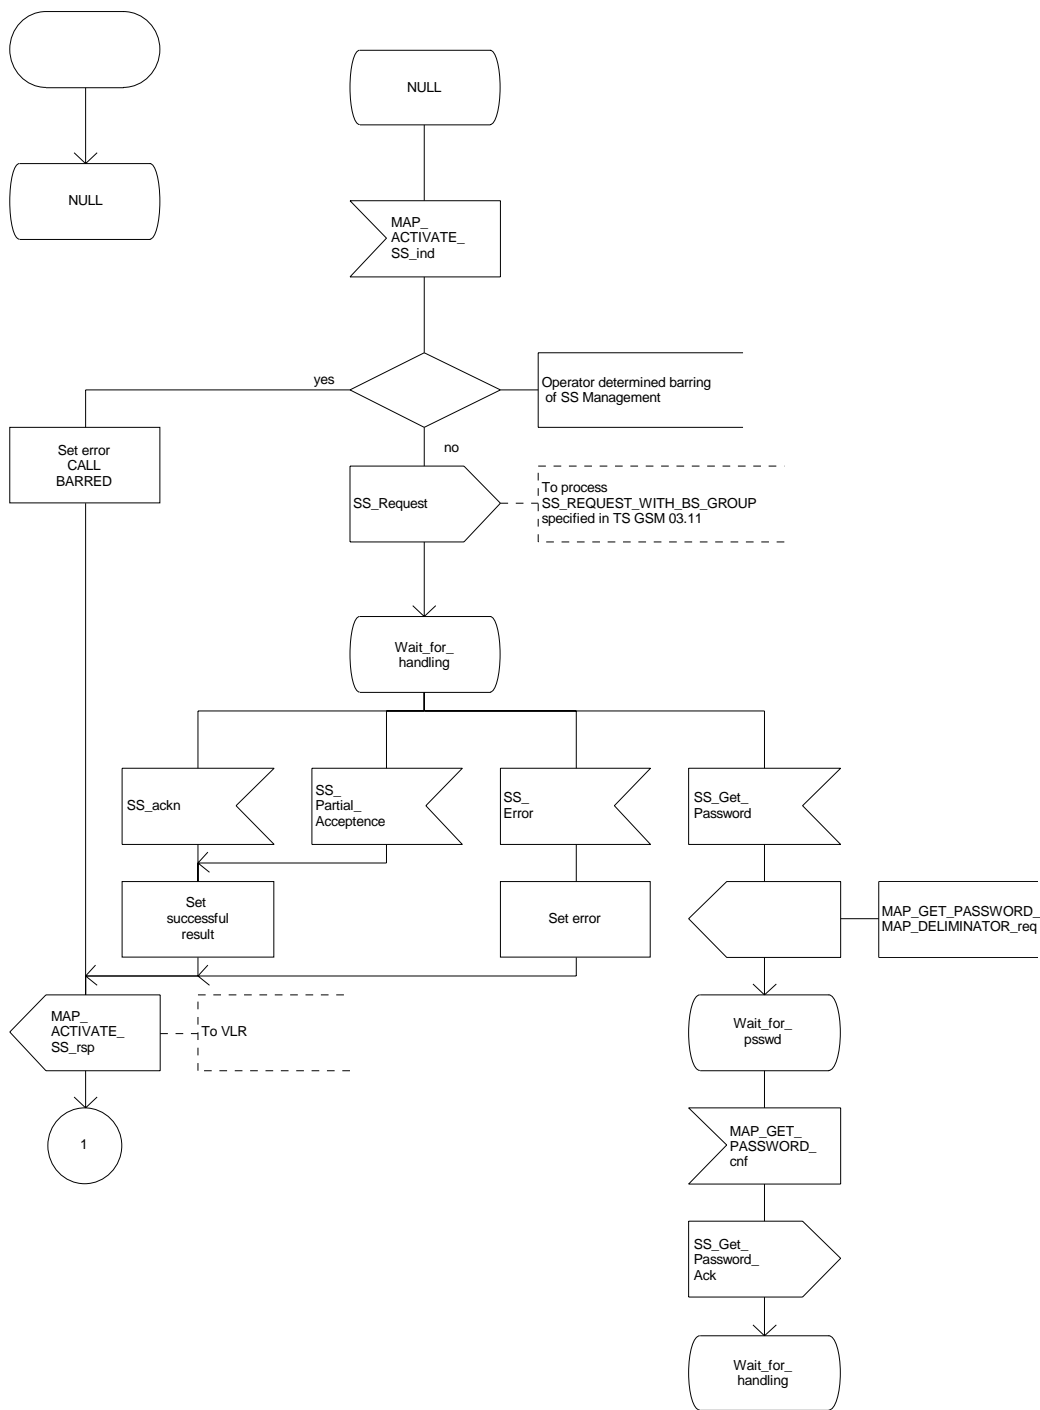 NULL
NULL
MAP_
ACTIVATE_
SS_ind
yes
Operator determined barring
of SS Management
no
Set error
CALL
BARRED
SS_Request
To process
SS_REQUEST_WITH_BS_GROUP
specified in TS GSM 03.11
Wait_for_
handling
SS_ackn
SS_
Partial_
Acceptence
SS_
Error
SS_Get_
Password
Set
successful
result
Set error
MAP_GET_PASSWORD_
MAP_DELIMINATOR_req
MAP_
ACTIVATE_
SS_rsp
To VLR
Wait_for_
psswd
1
MAP_GET_
PASSWORD_
cnf
SS_Get_
Password_
Ack
Wait_for_
handling